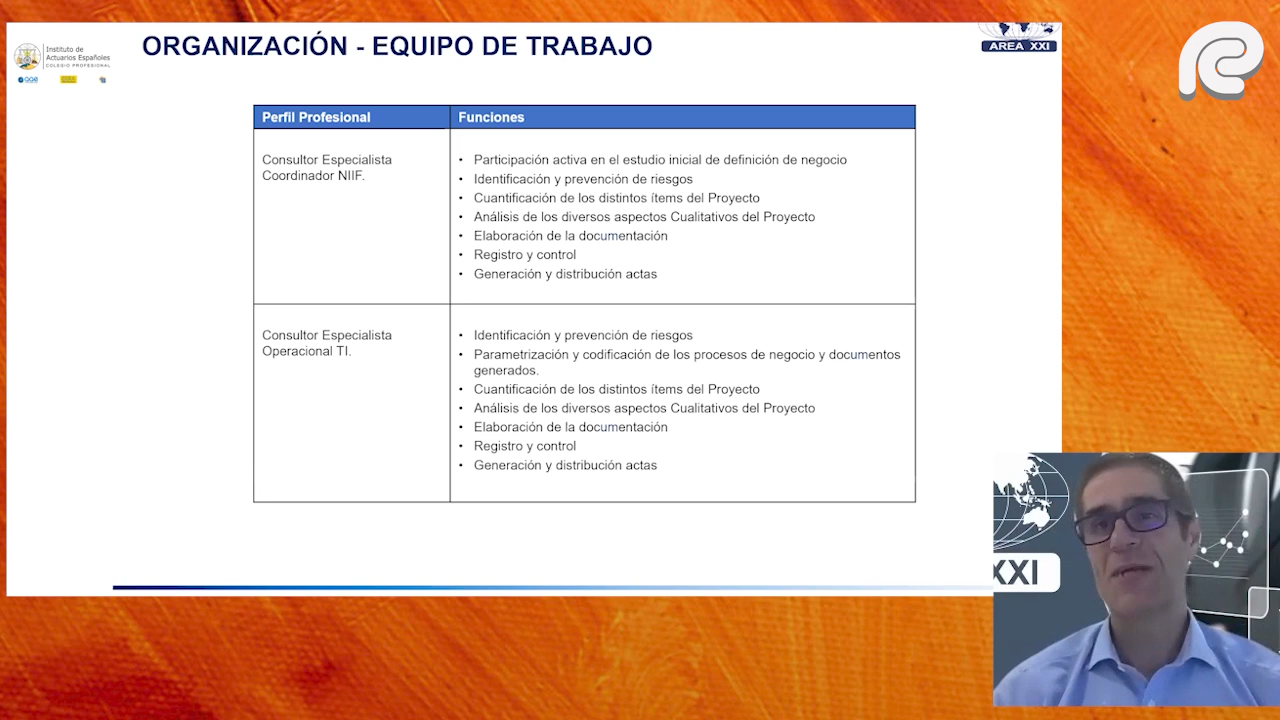 Instituto de
Actuarios Españoles
COLEGIO PROFESIONAL
ORGANIZACIÓN - EQUIPO DE TRABAJO
AREA XXI
Perfil Profesional
Funciones
Consultor Especialista
Coordinador NIIF.
• Participación activa en el estudio inicial de definición de negocio
• Identificación y prevención de riesgos
• Cuantificación de los distintos ítems del Proyecto
• Análisis de los diversos aspectos Cualitativos del Proyecto
• Elaboración de la documentación
• Registro y control
• Generación y distribución actas
Consultor Especialista
Operacional TI.
• Identificación y prevención de riesgos
• Parametrización y codificación de los procesos de negocio y documentos
generados.
• Cuantificación de los distintos ítems del Proyecto
• Análisis de los diversos aspectos Cualitativos del Proyecto
• Elaboración de la documentación
• Registro y control
• Generación y distribución actas
XXI